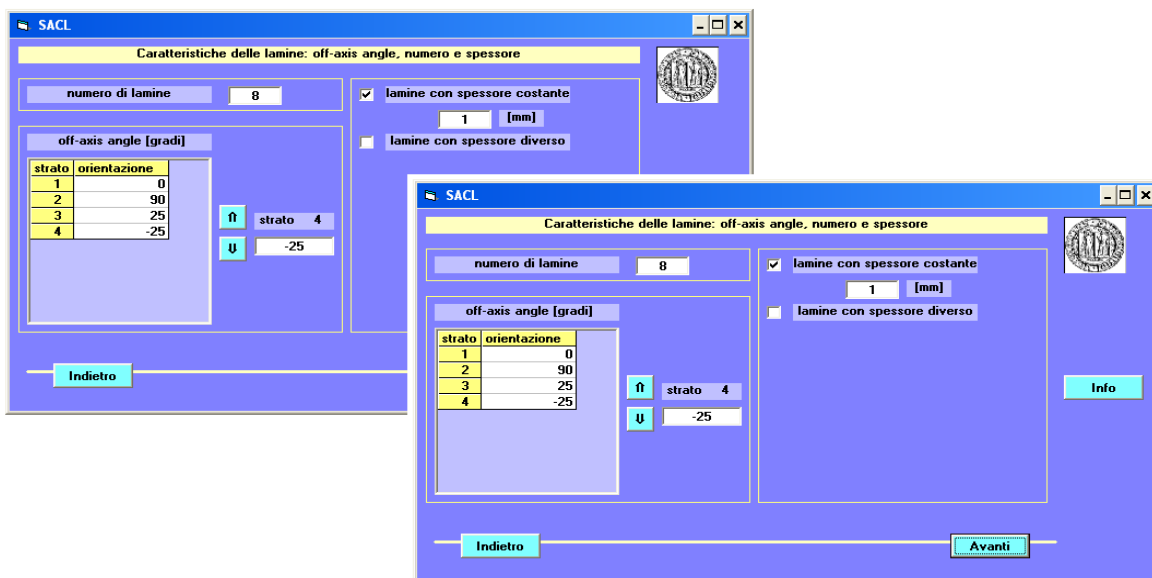 SACL
Caratteristiche delle lamine: off-axis angle, numero e spessore
numero di lamine 8
lamine con spessore costante
1 [mm]
lamine con spessore diverso
off-axis angle [gradi]
strato orientazione
1 0
2 90
3 25
4 -25
strato 4
-25
Indietro
SACL
Caratteristiche delle lamine: off-axis angle, numero e spessore
numero di lamine 8
lamine con spessore costante
1 [mm]
lamine con spessore diverso
off-axis angle [gradi]
strato orientazione
1 0
2 90
3 25
4 -25
strato 4
-25
Info
Indietro
Avanti